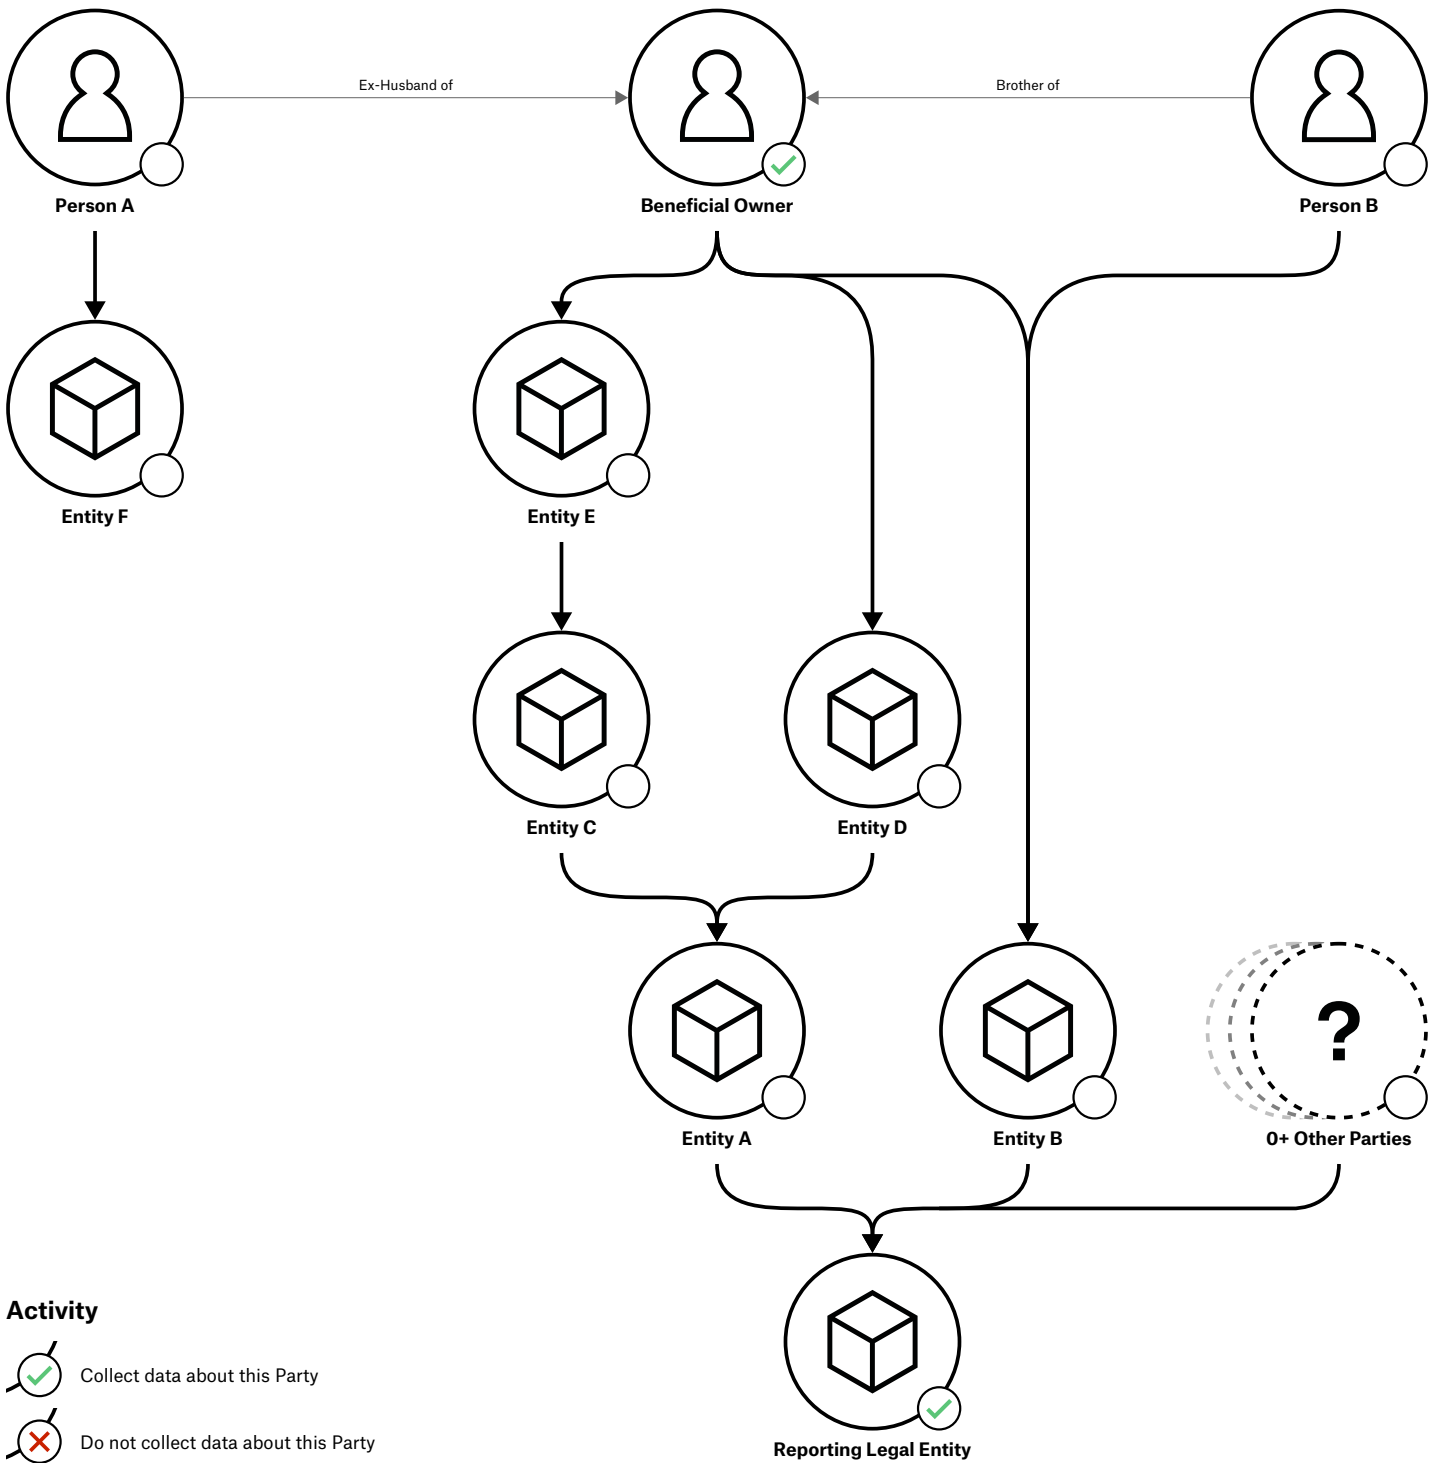 Ex-Husband of
Brother of
Person A
Beneficial Owner
Person B
Entity F
Entity E
Entity C
Entity D
?
Entity A
Entity B
0+ Other Parties
Activity
Collect data about this Party
Do not collect data about this Party
Reporting Legal Entity